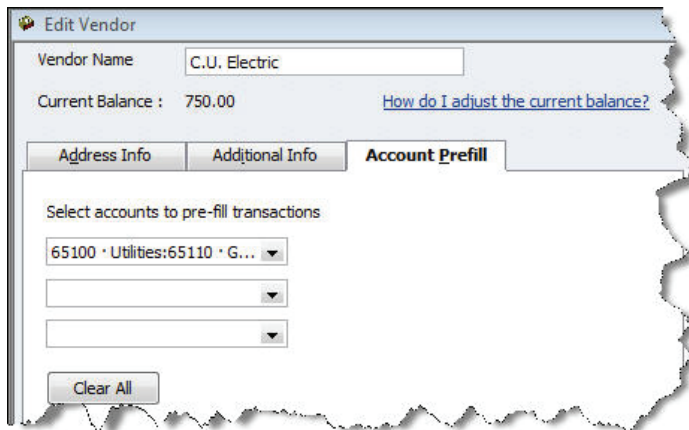 Edit Vendor
Vendor Name C.U. Electric
Current Balance : 750.00 How do I adjust the current balance?
Address Info Additional Info Account Prefill
Select accounts to pre-fill transactions
65100 · Utilities:65110 · G...
Clear All